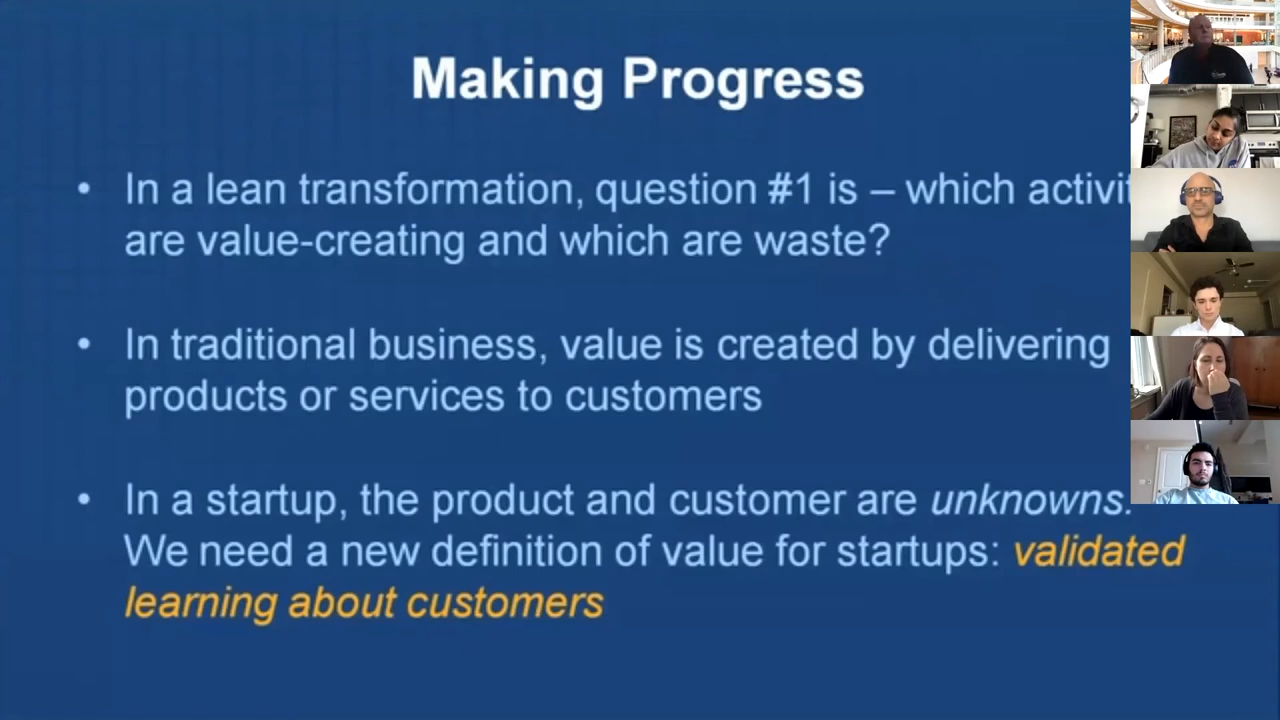 Making Progress
• In a lean transformation, question #1 is – which activit
are value-creating and which are waste?
• In traditional business, value is created by delivering
products or services to customers
• In a startup, the product and customer are unknowns.
We need a new definition of value for startups: validated
learning about customers